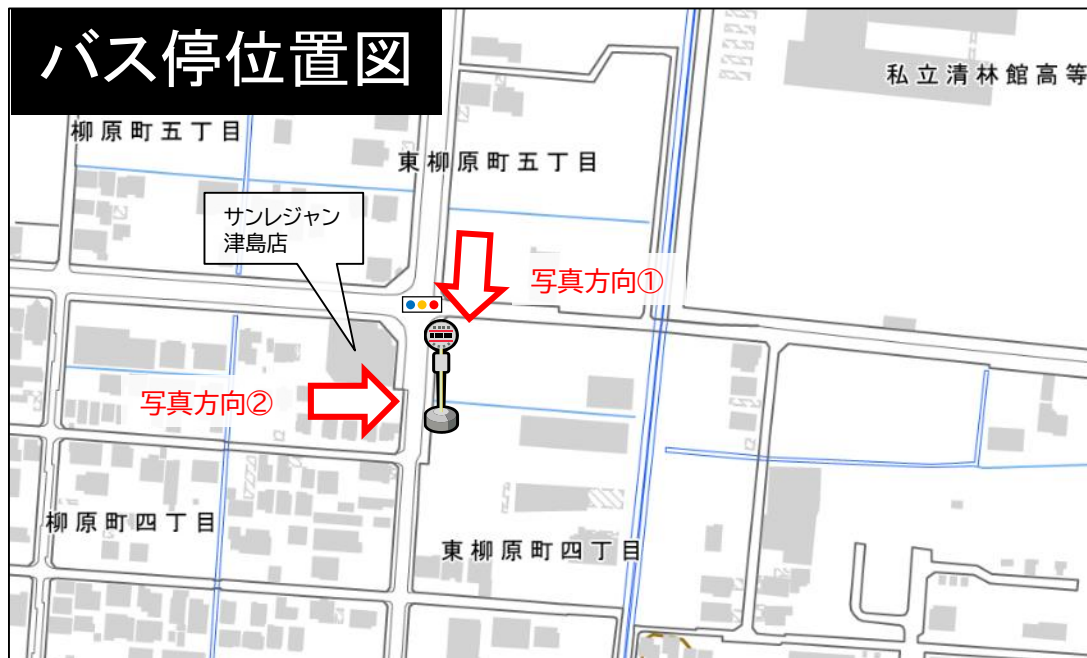 バス停位置図
私立清林館高等
柳原町五丁目
東柳原町五丁目
サンレジャン
津島店
写真方向①
写真方向②
柳原町四丁目
東柳原町四丁目